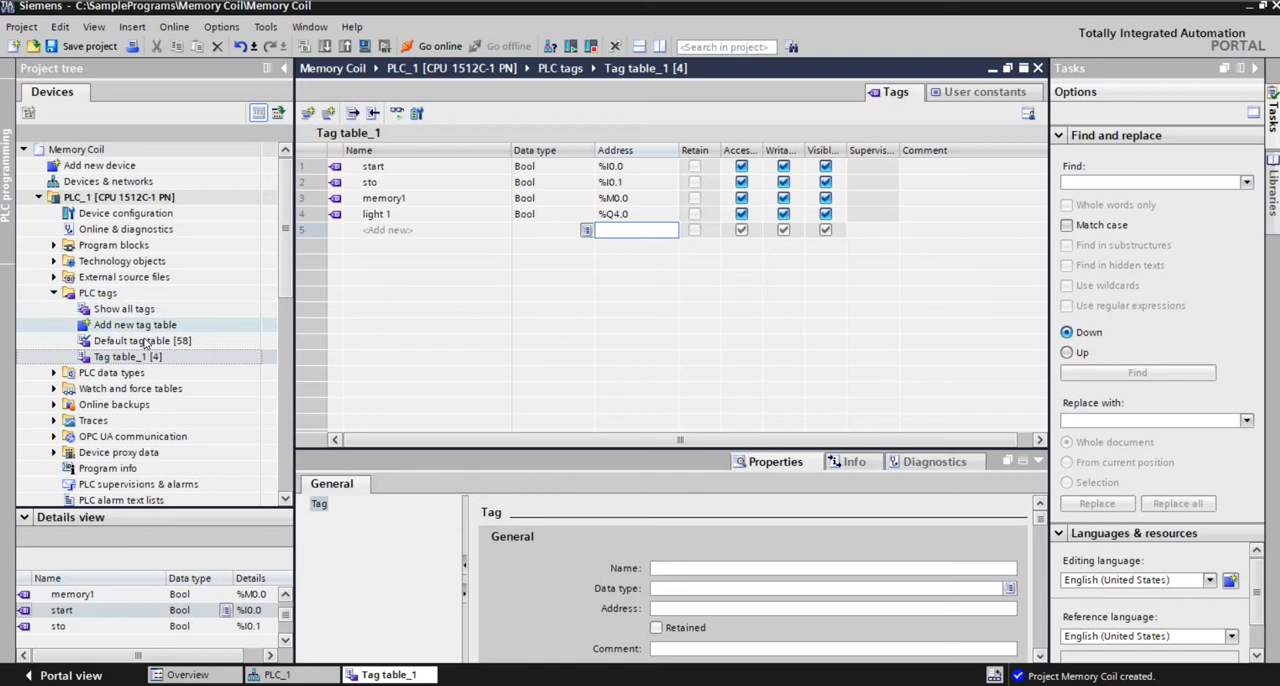 Siemens - C:\SamplePrograms\Memory Coil\Memory Coil
Project Edit View Insert Online Options Tools Window Help
Totally Integrated Automation
PORTAL
Save project Go online Go offline <Search in project>
Project tree
Memory Coil PLC_1 [CPU 1512C-1 PN] PLC tags Tag table_1 [4]
Tasks
Devices
Tags User constants
Options
Find and replace
PLC programming
Tasks
Libraries
Memory Coil
Add new device
Devices & networks
PLC_1 [CPU 1512C-1 PN]
Device configuration
Online & diagnostics
Program blocks
Technology objects
External source files
PLC tags
Show all tags
Add new tag table
Default tag table [58]
Tag table_1 [4]
PLC data types
Watch and force tables
Online backups
Traces
OPC UA communication
Device proxy data
Program info
PLC supervisions & alarms
PLC alarm text lists
Tag table_1
Name Data type Address Retain Acces... Writa... Visibl... Supervis... Comment
1 start Bool %I0.0
2 sto Bool %I0.1
3 memory1 Bool %M0.0
4 light 1 Bool %Q4.0
5 <Add new>
Find:
Whole words only
Match case
Find in substructures
Find in hidden texts
Use wildcards
Use regular expressions
Down
Up
Find
Replace with:
Whole document
From current position
Selection
Replace Replace all
Languages & resources
Editing language:
English (United States)
Reference language:
English (United States)
Properties Info Diagnostics
General
Tag
Tag
General
Name:
Data type:
Address:
Retained
Comment:
Details view
Name Data type Details
memory1 Bool %M0.0
start Bool %I0.0
sto Bool %I0.1
Portal view Overview PLC_1 Tag table_1 Project Memory Coil created.